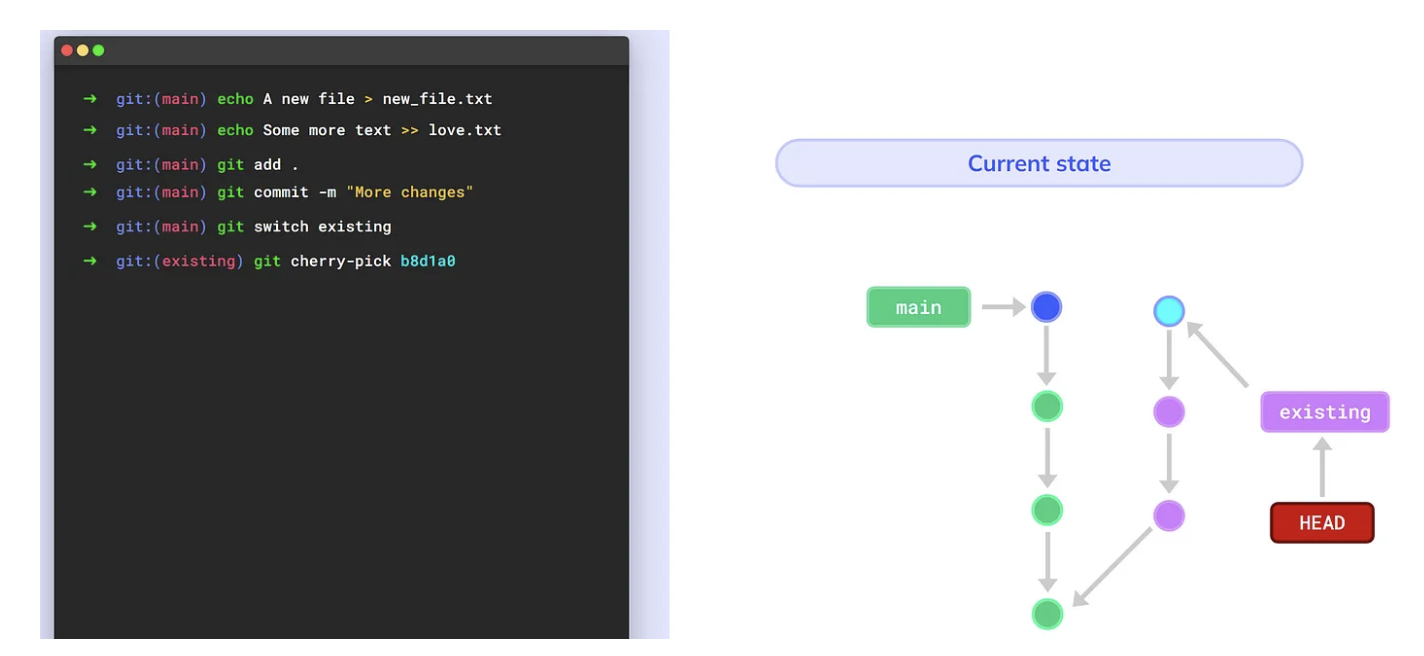 → git:(main) echo A new file > new_file.txt
→ git:(main) echo Some more text >> love.txt
→ git:(main) git add .
→ git:(main) git commit -m "More changes"
→ git:(main) git switch existing
→ git:(existing) git cherry-pick b8d1a0
Current state
main
existing
HEAD